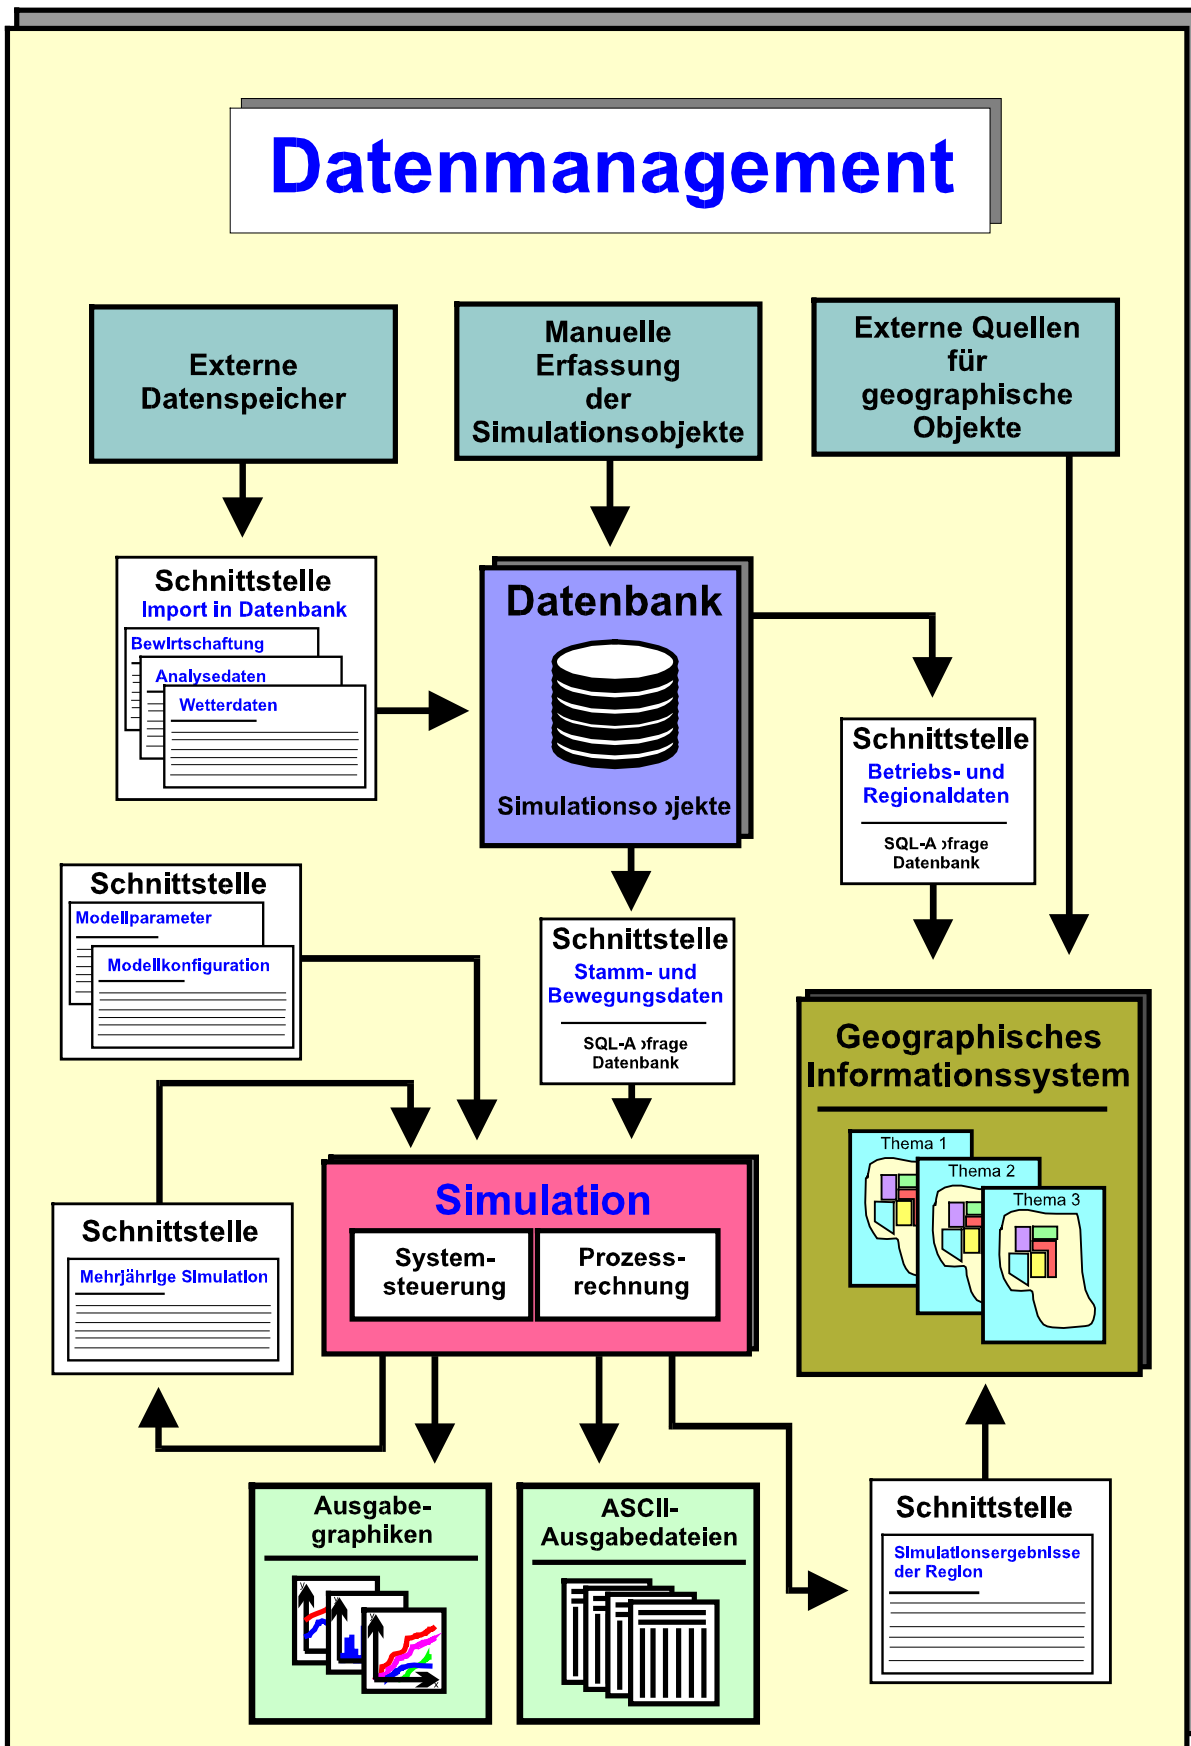 Datenmanagement
Externe
Datenspeicher
Manuelle
Erfassung
der
Simulationsobjekte
Externe Quellen
für
geographische
Objekte
Schnittstelle
Import in Datenbank
Bewirtschaftung
Analysedaten
Wetterdaten
Datenbank
Simulationsobjekte
Schnittstelle
Betriebs- und
Regionaldaten
SQL-Abfrage
Datenbank
Schnittstelle
Modellparameter
Modellkonfiguration
Schnittstelle
Stamm- und
Bewegungsdaten
SQL-Abfrage
Datenbank
Geographisches
Informationssystem
Thema 1
Thema 2
Thema 3
Simulation
System-
steuerung
Prozess-
rechnung
Schnittstelle
Mehrjährige Simulation
Ausgabe-
graphiken
y
y
y
x
ASCII-
Ausgabedateien
Schnittstelle
Simulationsergebnisse
der Region